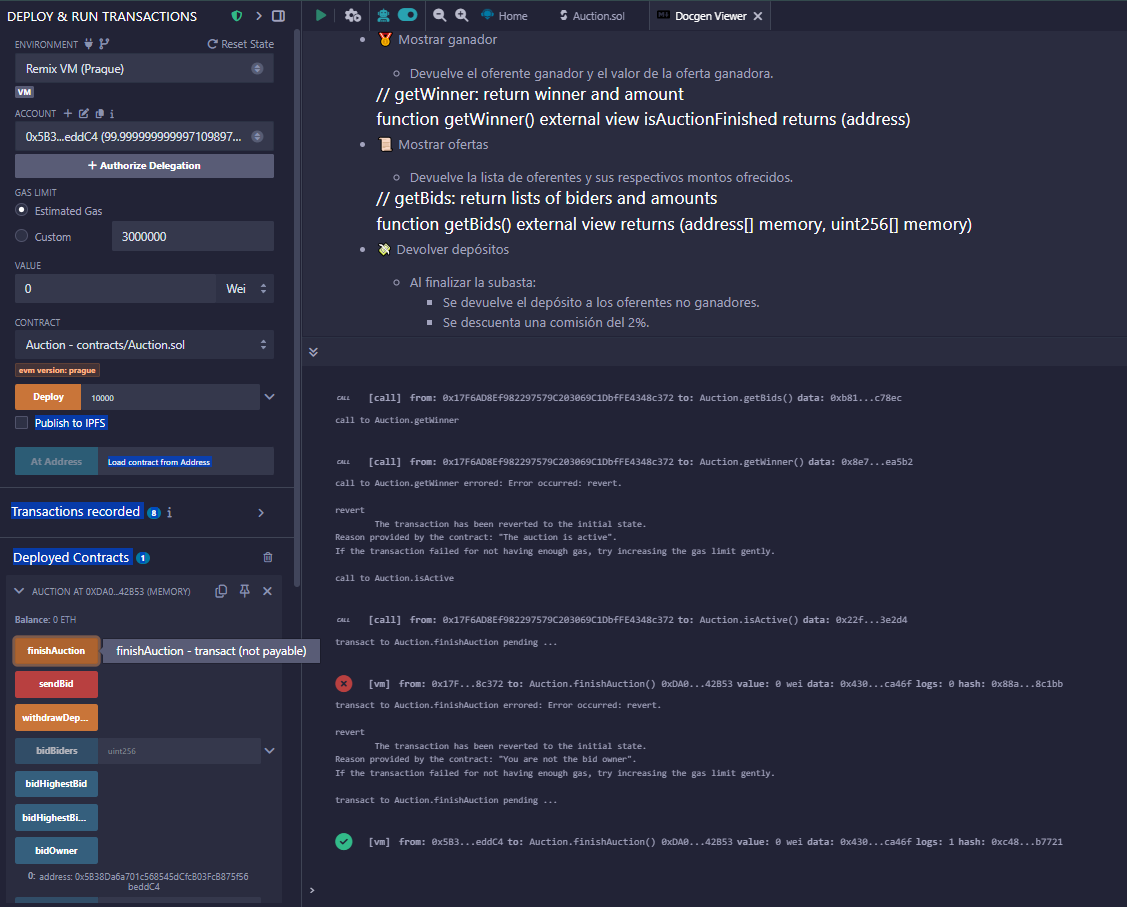 DEPLOY & RUN TRANSACTIONS
ENVIRONMENT
Reset State
Remix VM (Prague)
VM
ACCOUNT
0x5B3...eddC4 (99.999999999997109897...
Authorize Delegation
GAS LIMIT
Estimated Gas
Custom
3000000
VALUE
0
Wei
CONTRACT
Auction - contracts/Auction.sol
evm version: prague
Deploy
10000
Publish to IPFS
At Address
Load contract from Address
Transactions recorded 8 i
Deployed Contracts 1
AUCTION AT 0XDA0...42B53 (MEMORY)
Balance: 0 ETH
finishAuction
finishAuction - transact (not payable)
sendBid
withdrawDep...
bidBiders
uint256
bidHighestBid
bidHighestBi...
bidOwner
0: address: 0x5B38Da6a701c568545dCfcB03FcB875f56
beddC4
Home
Auction.sol
Docgen Viewer
Mostrar ganador
Devuelve el oferente ganador y el valor de la oferta ganadora.
// getWinner: return winner and amount
function getWinner() external view isAuctionFinished returns (address)
Mostrar ofertas
Devuelve la lista de oferentes y sus respectivos montos ofrecidos.
// getBids: return lists of biders and amounts
function getBids() external view returns (address[] memory, uint256[] memory)
Devolver depósitos
Al finalizar la subasta:
Se devuelve el depósito a los oferentes no ganadores.
Se descuenta una comisión del 2%.
CALL [call] from: 0x17F6AD8Ef982297579C203069C1DbfFE4348c372 to: Auction.getBids() data: 0xb81...c78ec
call to Auction.getWinner
CALL [call] from: 0x17F6AD8Ef982297579C203069C1DbfFE4348c372 to: Auction.getWinner() data: 0x8e7...ea5b2
call to Auction.getWinner errored: Error occurred: revert.
revert
The transaction has been reverted to the initial state.
Reason provided by the contract: "The auction is active".
If the transaction failed for not having enough gas, try increasing the gas limit gently.
call to Auction.isActive
CALL [call] from: 0x17F6AD8Ef982297579C203069C1DbfFE4348c372 to: Auction.isActive() data: 0x22f...3e2d4
transact to Auction.finishAuction pending ...
[vm] from: 0x17F...8c372 to: Auction.finishAuction() 0xDA0...42B53 value: 0 wei data: 0x430...ca46f logs: 0 hash: 0x88a...8c1bb
transact to Auction.finishAuction errored: Error occurred: revert.
revert
The transaction has been reverted to the initial state.
Reason provided by the contract: "You are not the bid owner".
If the transaction failed for not having enough gas, try increasing the gas limit gently.
transact to Auction.finishAuction pending ...
[vm] from: 0x5B3...eddC4 to: Auction.finishAuction() 0xDA0...42B53 value: 0 wei data: 0x430...ca46f logs: 1 hash: 0xc48...b7721
>